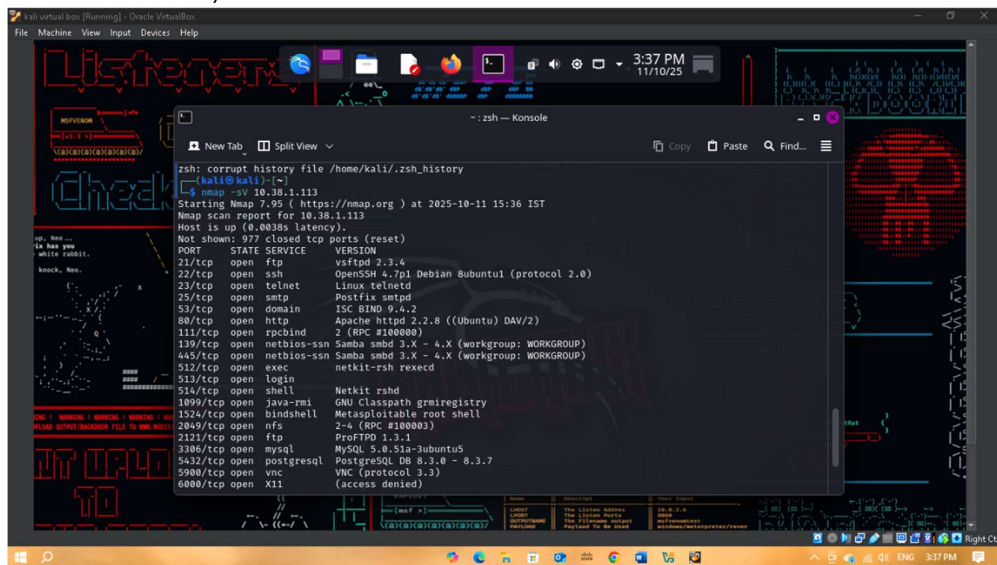 kali virtual box [Running] - Oracle VirtualBox
File Machine View Input Devices Help
3:37 PM
11/10/25
~ : zsh — Konsole
New Tab Split View Copy Paste Find...
zsh: corrupt history file /home/kali/.zsh_history
(kali㉿kali)-[~]
$ nmap -sV 10.38.1.113
Starting Nmap 7.95 ( https://nmap.org ) at 2025-10-11 15:36 IST
Nmap scan report for 10.38.1.113
Host is up (0.0038s latency).
Not shown: 977 closed tcp ports (reset)
PORT STATE SERVICE VERSION
21/tcp open ftp vsftpd 2.3.4
22/tcp open ssh OpenSSH 4.7p1 Debian 8ubuntu1 (protocol 2.0)
23/tcp open telnet Linux telnetd
25/tcp open smtp Postfix smtpd
53/tcp open domain ISC BIND 9.4.2
80/tcp open http Apache httpd 2.2.8 ((Ubuntu) DAV/2)
111/tcp open rpcbind 2 (RPC #100000)
139/tcp open netbios-ssn Samba smbd 3.X - 4.X (workgroup: WORKGROUP)
445/tcp open netbios-ssn Samba smbd 3.X - 4.X (workgroup: WORKGROUP)
512/tcp open exec netkit-rsh rexecd
513/tcp open login
514/tcp open shell Netkit rshd
1099/tcp open java-rmi GNU Classpath grmiregistry
1524/tcp open bindshell Metasploitable root shell
2049/tcp open nfs 2-4 (RPC #100003)
2121/tcp open ftp ProFTPD 1.3.1
3306/tcp open mysql MySQL 5.0.51a-3ubuntu5
5432/tcp open postgresql PostgreSQL DB 8.3.0 - 8.3.7
5900/tcp open vnc VNC (protocol 3.3)
6000/tcp open X11 (access denied)
Listener
MSFVENOM
Check
white rabbit.
knock, Neo.
Right Ct
ENG 3:37 PM